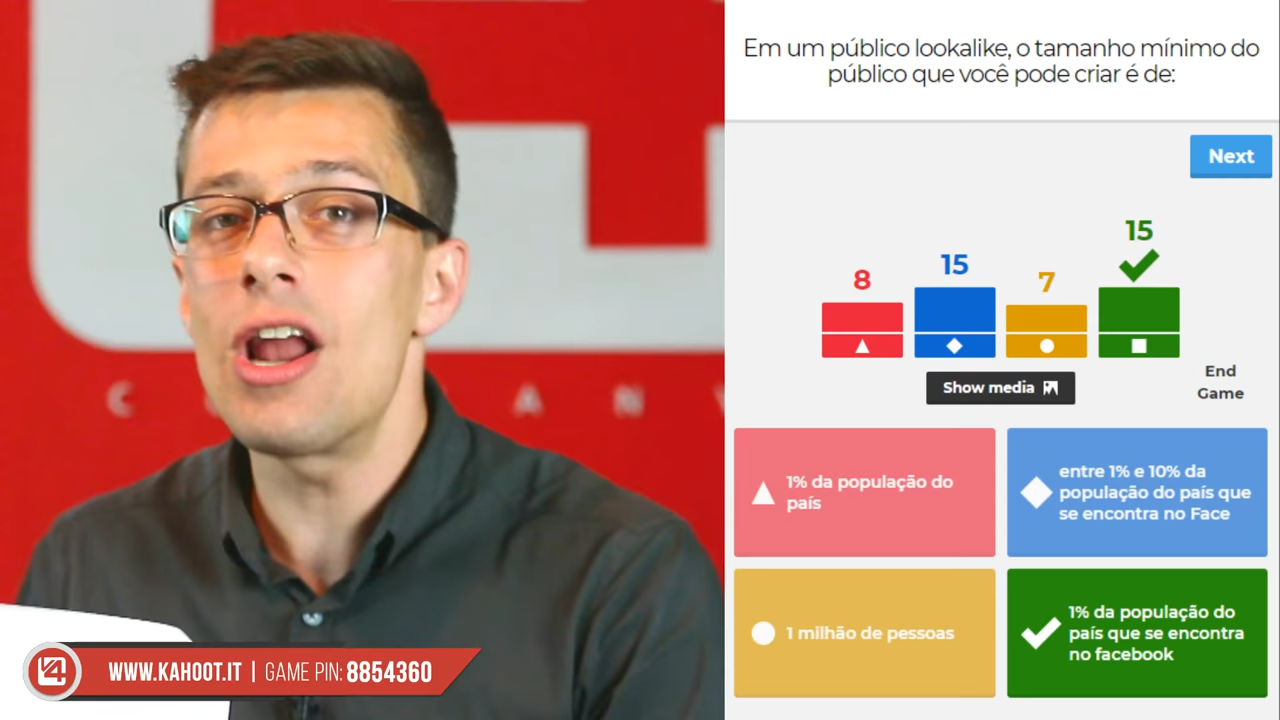 Em um público lookalike, o tamanho mínimo do
público que você pode criar é de:
Next
8
15
7
15
Show media
End
Game
1% da população do
país
entre 1% e 10% da
população do país que
se encontra no Face
1 milhão de pessoas
1% da população do
país que se encontra
no facebook
V4
WWW.KAHOOT.IT | GAME PIN: 8854360